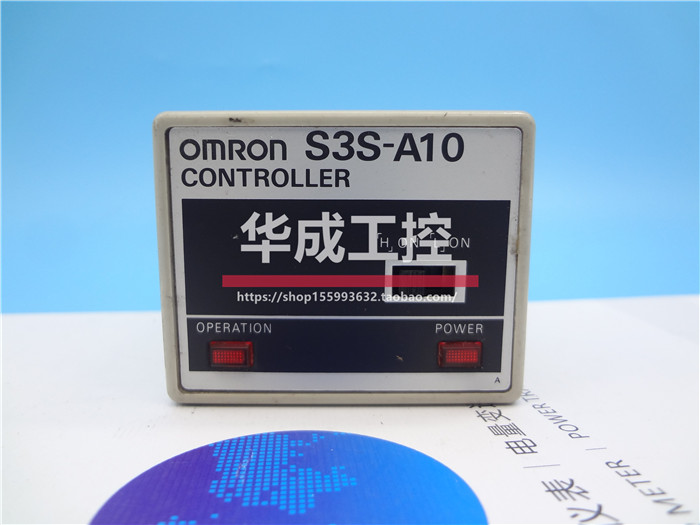 OMRON S3S-A10
CONTROLLER
华成工控
「H」ON 「L」ON
https://shop155993632.taobao.com/
OPERATION POWER
A
电量变
POWER TR
仪表
METER